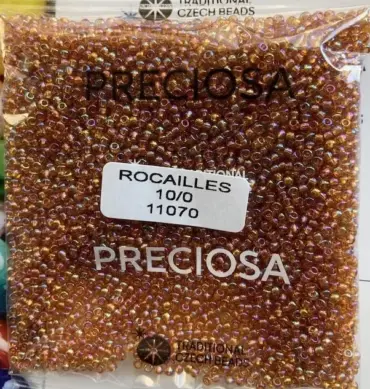 TRADITIONAL
CZECH BEADS
PRECIOSA
ROCAILLES
10/0
11070
PRECIOSA
TRADITIONAL
CZECH BEADS